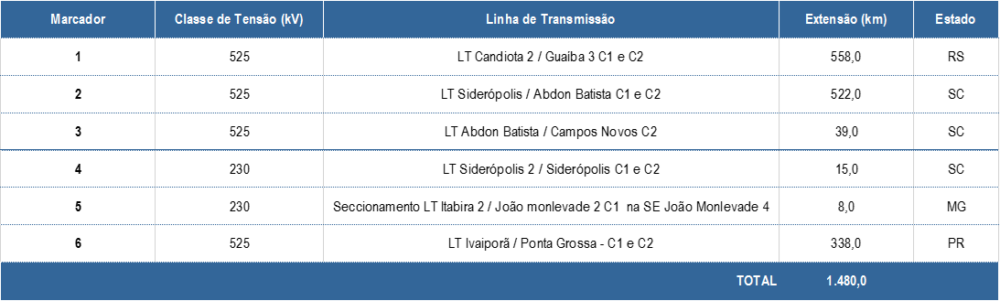 Marcador Classe de Tensão (kV) Linha de Transmissão Extensão (km) Estado
1 525 LT Candiota 2 / Guaiba 3 C1 e C2 558,0 RS
2 525 LT Siderópolis / Abdon Batista C1 e C2 522,0 SC
3 525 LT Abdon Batista / Campos Novos C2 39,0 SC
4 230 LT Siderópolis 2 / Siderópolis C1 e C2 15,0 SC
5 230 Seccionamento LT Itabira 2 / João monlevade 2 C1 na SE João Monlevade 4 8,0 MG
6 525 LT Ivaiporã / Ponta Grossa - C1 e C2 338,0 PR
TOTAL 1.480,0